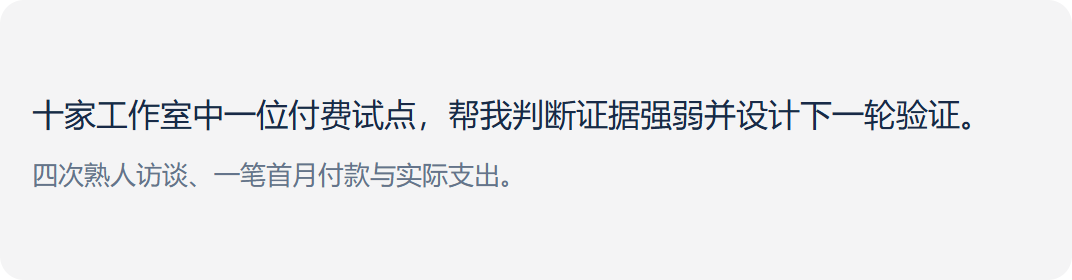 十家工作室中一位付费试点，帮我判断证据强弱并设计下一轮验证。
四次熟人访谈、一笔首月付款与实际支出。